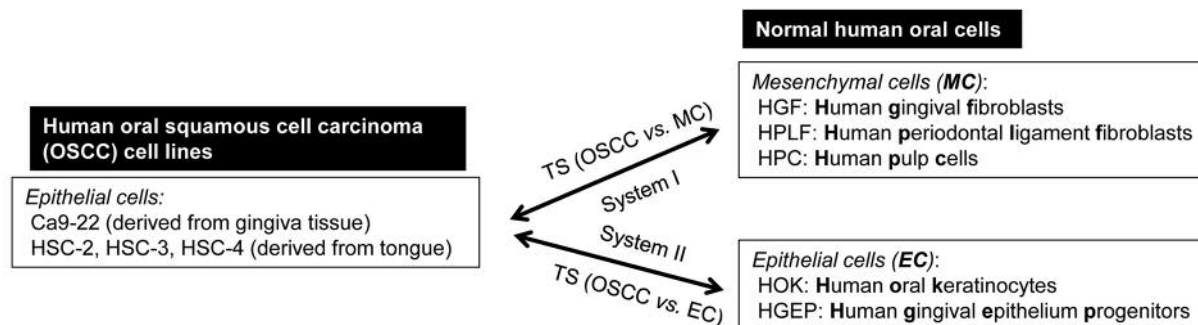 Normal human oral cells
Mesenchymal cells (MC):
HGF: Human gingival fibroblasts
HPLF: Human periodontal ligament fibroblasts
HPC: Human pulp cells
Human oral squamous cell carcinoma
(OSCC) cell lines
Epithelial cells:
Ca9-22 (derived from gingiva tissue)
HSC-2, HSC-3, HSC-4 (derived from tongue)
TS (OSCC vs. MC)
System I
System II
TS (OSCC vs. EC)
Epithelial cells (EC):
HOK: Human oral keratinocytes
HGEP: Human gingival epithelium progenitors